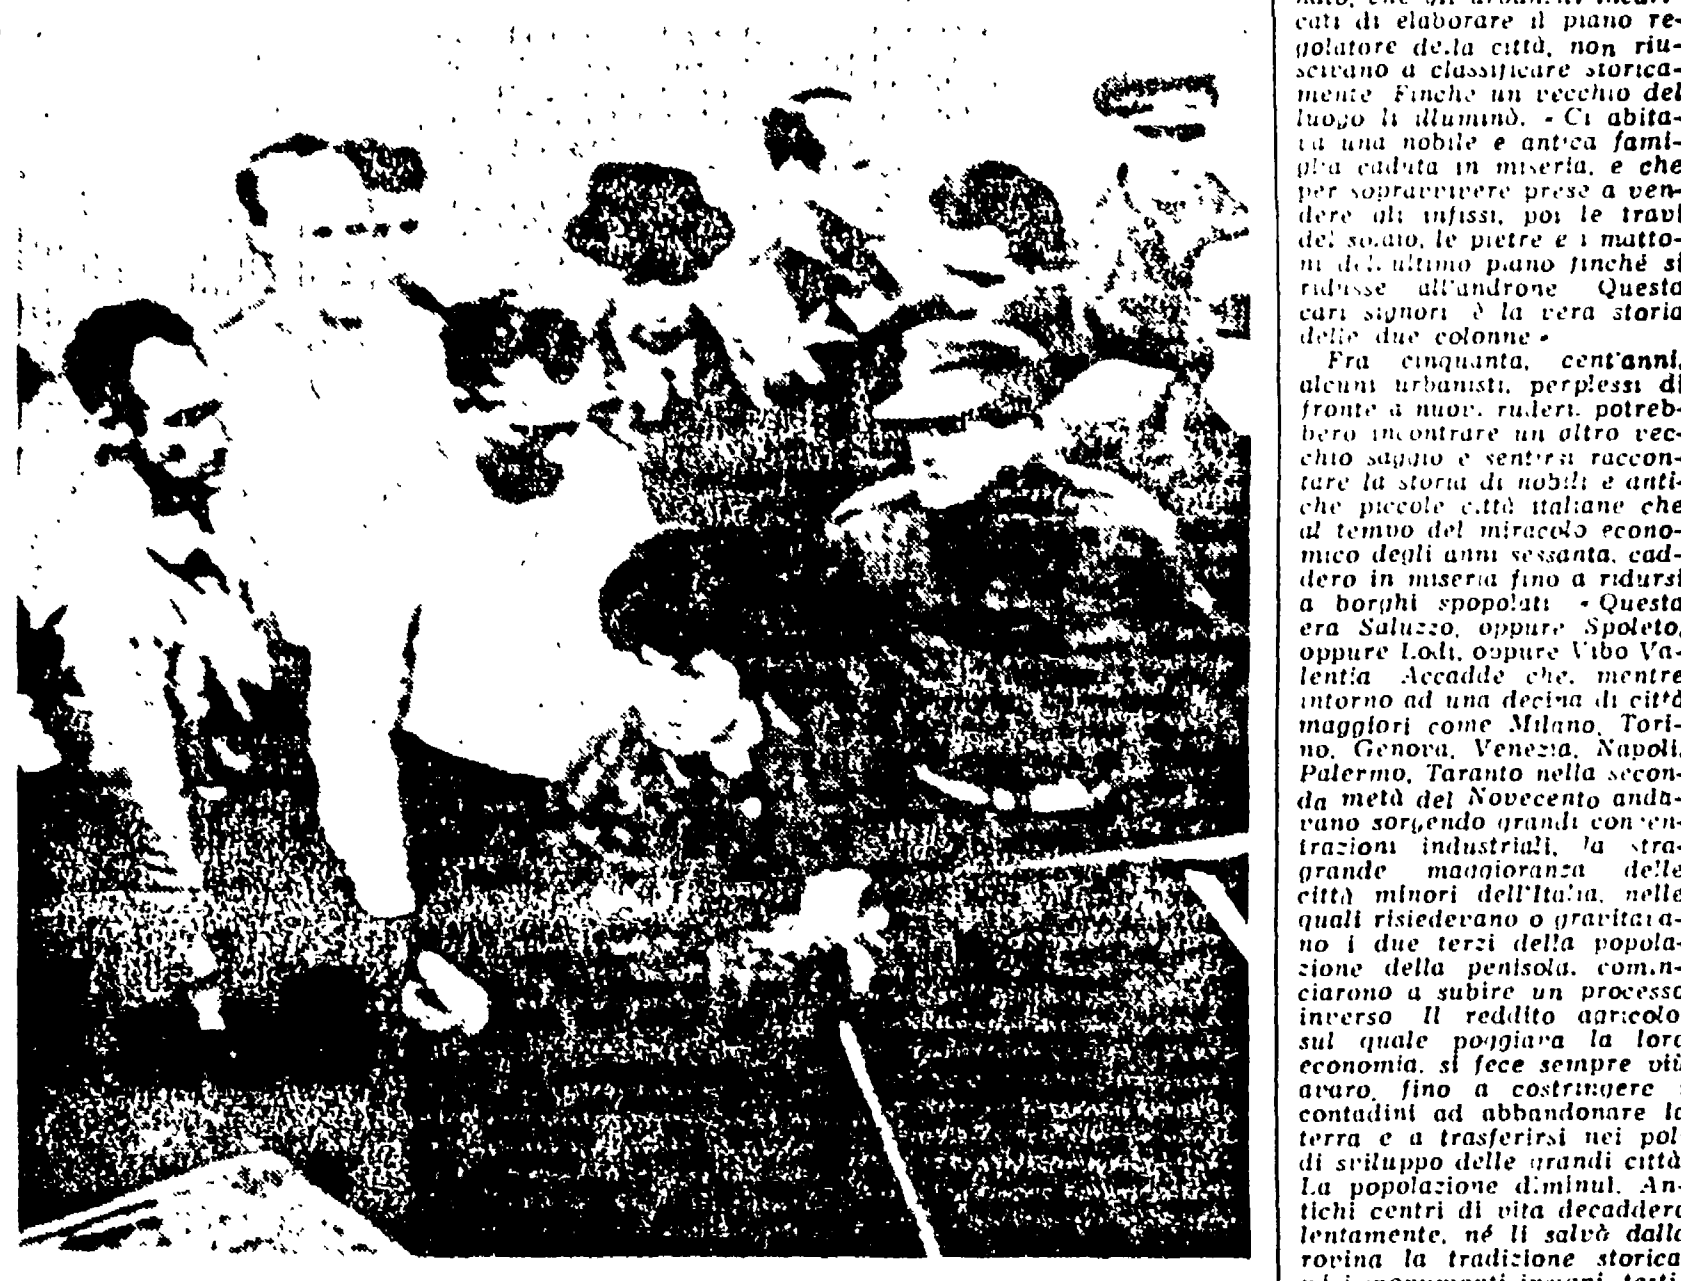 cati di elaborare il piano re-
golatore della città, non riu-
scivano a classificare storica-
mente Finche un vecchio del
luogo li illuminò. « Ci abita-
va una nobile e antica fami-
glia caduta in miseria, e che
per sopravvivere prese a ven-
dere gli infissi, poi le travi
del solaio, le pietre e i matto-
ni dell'ultimo piano finché si
ridusse all'androne Questa
cari signori è la vera storia
delle due colonne »
Fra cinquanta, cent'anni,
alcuni urbanisti, perplessi di
fronte a nuovi ruderi, potreb-
bero incontrare un altro vec-
chio saggio e sentirsi raccon-
tare la storia di nobili e anti-
che piccole città italiane che
al tempo del miracolo econo-
mico degli anni sessanta, cad-
dero in miseria fino a ridursi
a borghi spopolati « Questa
era Saluzzo, oppure Spoleto,
oppure Lodi, oppure Vibo Va-
lentia Accadde che, mentre
intorno ad una decina di città
maggiori come Milano, Tori-
no, Genova, Venezia, Napoli,
Palermo, Taranto nella secon-
da metà del Novecento anda-
vano sorgendo grandi concen-
trazioni industriali, la stra-
grande maggioranza delle
città minori dell'Italia, nelle
quali risiedevano o gravitava-
no i due terzi della popola-
zione della penisola, comin-
ciarono a subire un processo
inverso Il reddito agricolo
sul quale poggiava la loro
economia, si fece sempre più
avaro, fino a costringere i
contadini ad abbandonare la
terra e a trasferirsi nei poli
di sviluppo delle grandi città
La popolazione diminuì. An-
tichi centri di vita decaddero
lentamente, né li salvò dalla
rovina la tradizione storica